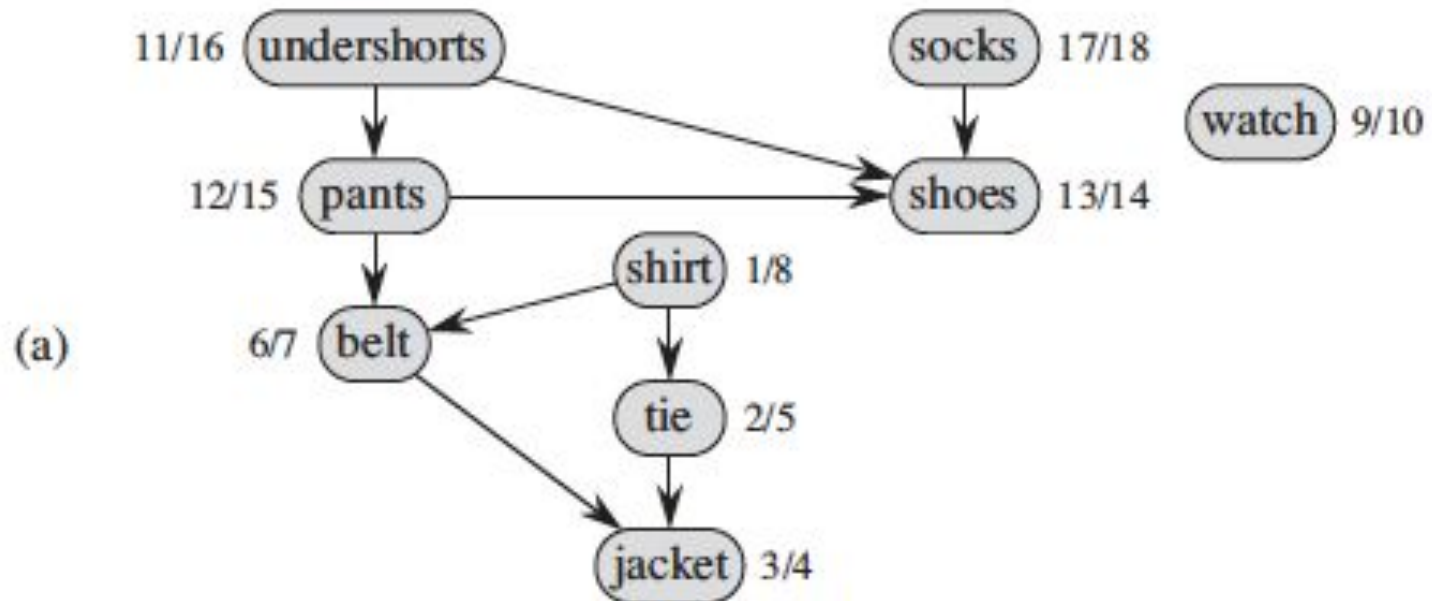 11/16 undershorts socks 17/18
watch 9/10
12/15 pants shoes 13/14
shirt 1/8
(a) 6/7 belt
tie 2/5
jacket 3/4